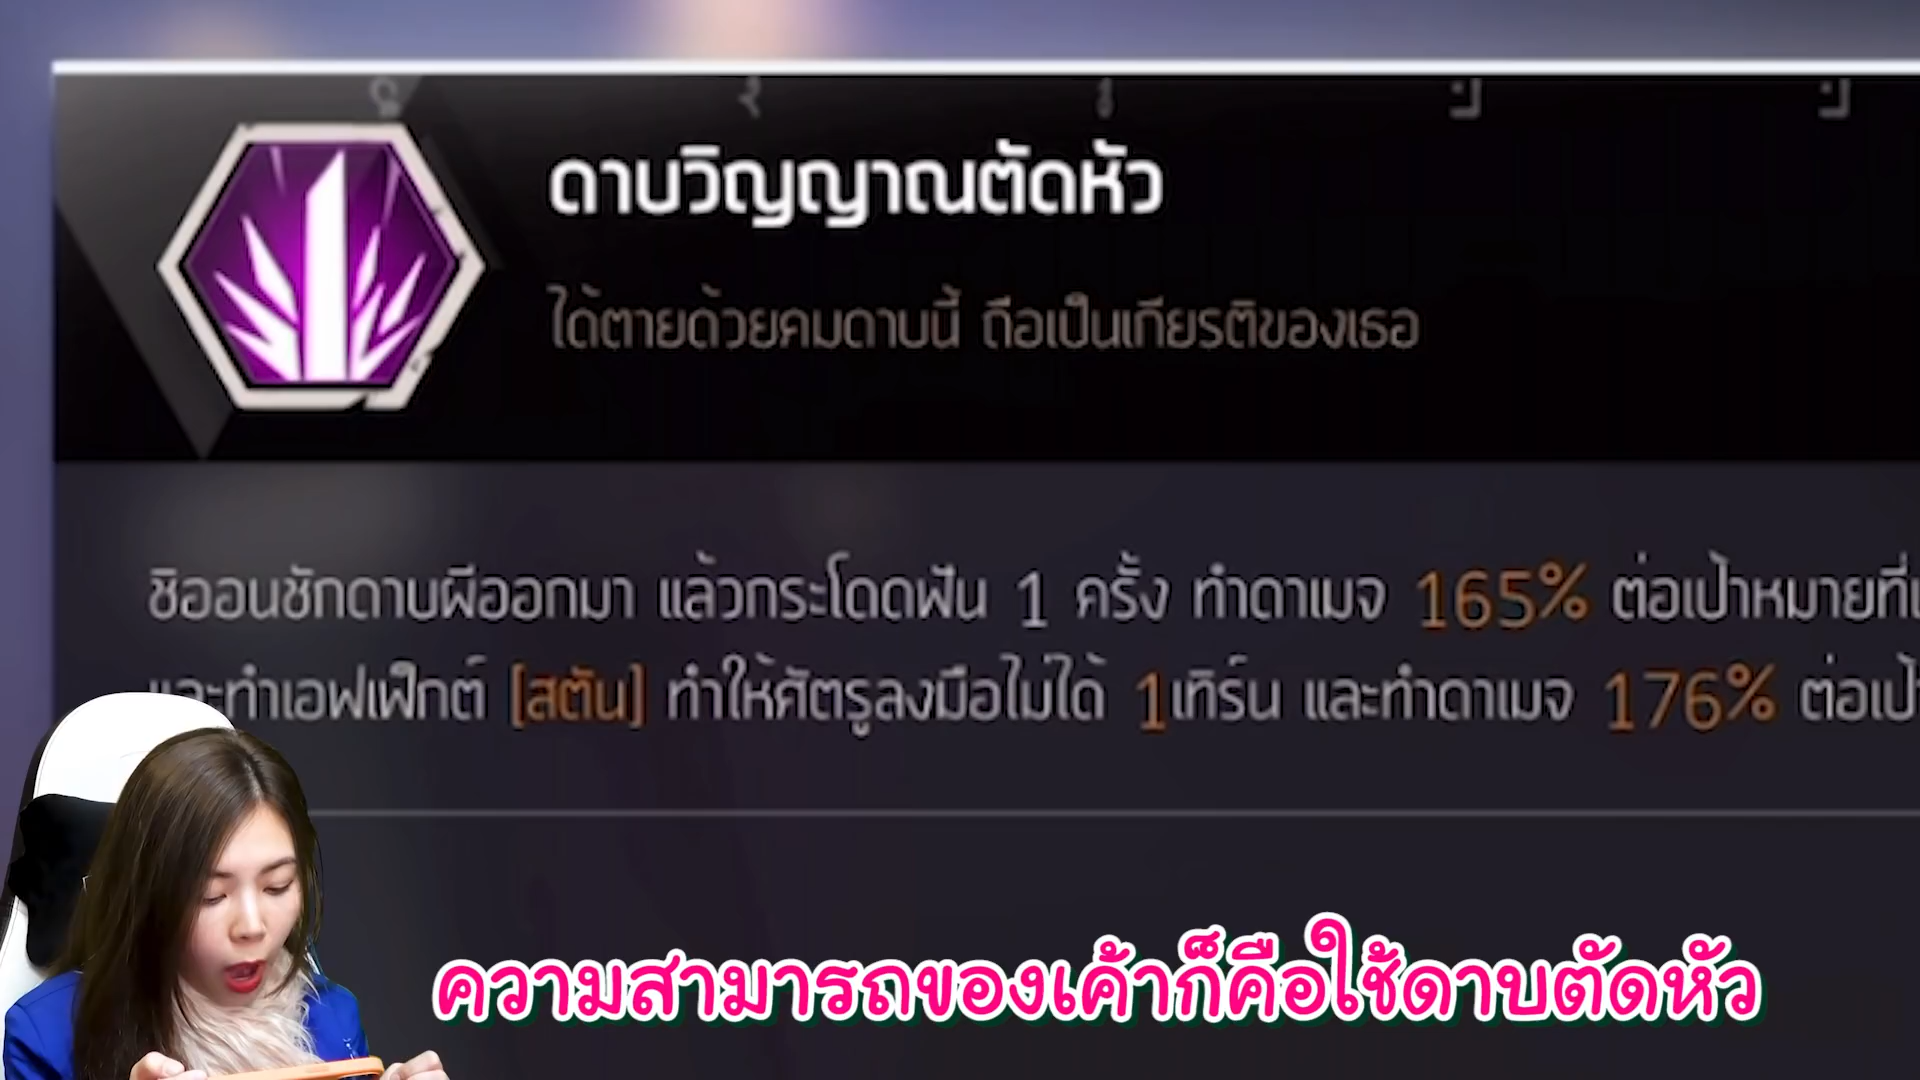 ดาบวิญญาณตัดหัว
ได้ตายด้วยคมดาบนี้ ถือเป็นเกียรติของเธอ
ชิออนชักดาบผีออกมา แล้วกระโดดฟัน 1 ครั้ง ทำดาเมจ 165% ต่อเป้าหมายที่
และทำเอฟเฟิกต์ [สตัน] ทำให้ศัตรูลงมือไม่ได้ 1เทิร์น และทำดาเมจ 176% ต่อเป้า
ความสามารถของเค้าก็คือใช้ดาบตัดหัว